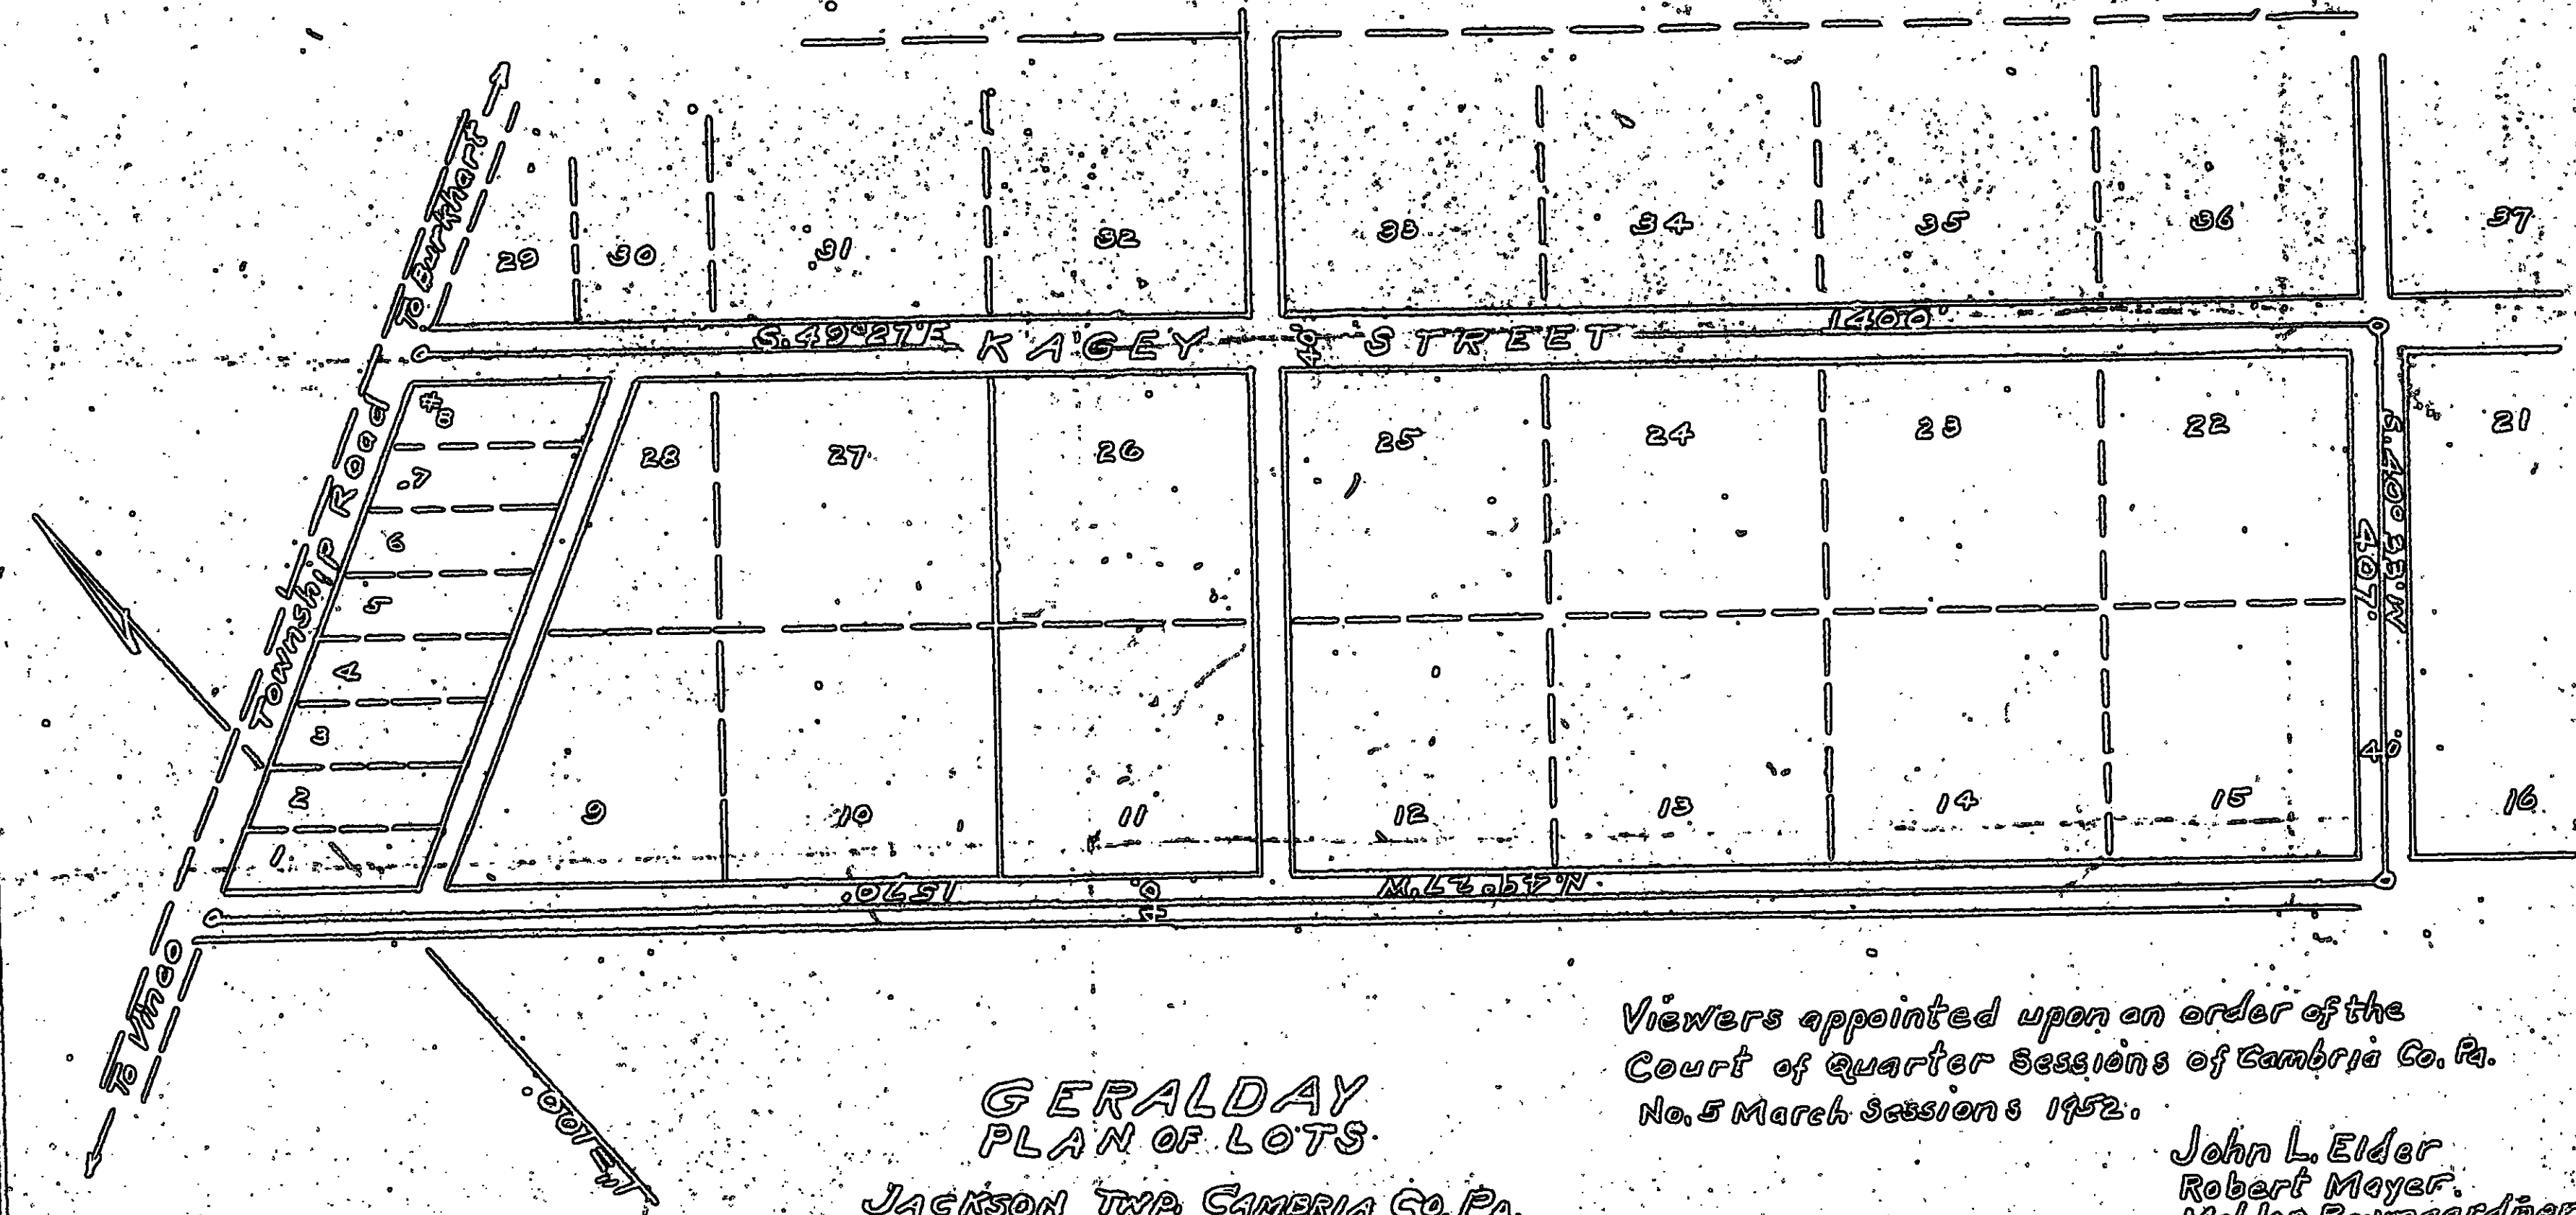 To Burkhart
29
30
31
32
33
34
35
36
37
S. 49° 27' E
KAGEY STREET
1400'
40
Township Road
#8
7
6
5
4
3
2
1
28
27
26
25
24
23
22
21
407.
40.
9
10
11
12
13
14
15
16
1570.
40
N. 49° 27' W
To Vinco
Viewers appointed upon an order of the
Court of Quarter Sessions of Cambria Co. Pa.
No. 5 March Sessions 1952.
GERALDAY
PLAN OF LOTS
John L. Elder
Robert Mayer.
JACKSON TWP. CAMBRIA CO. PA.